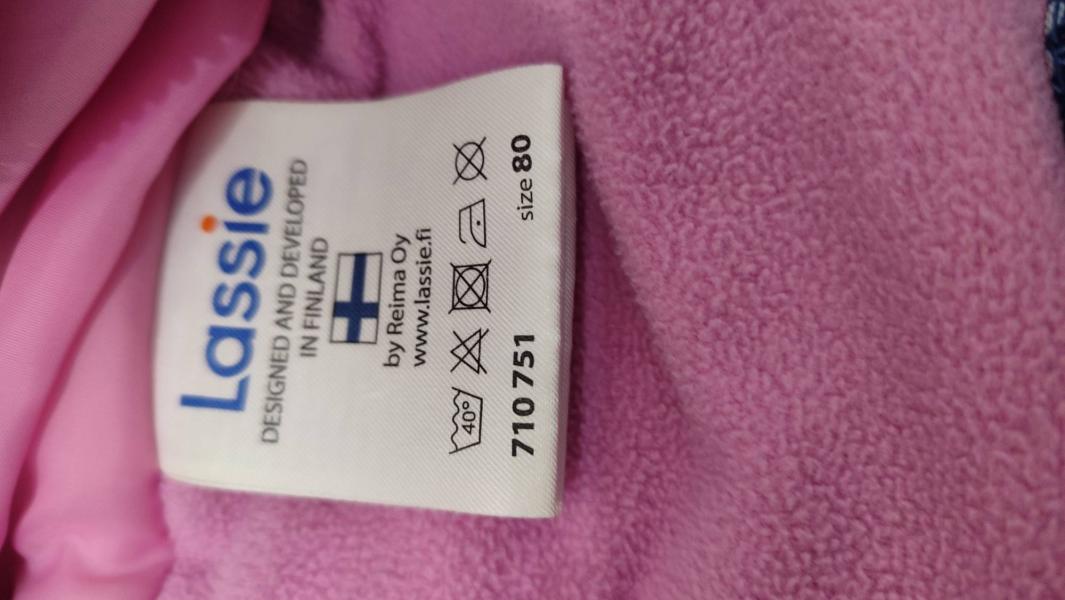 Lassie
DESIGNED AND DEVELOPED
IN FINLAND
by Reima Oy
www.lassie.fi
40°
710 751 size 80